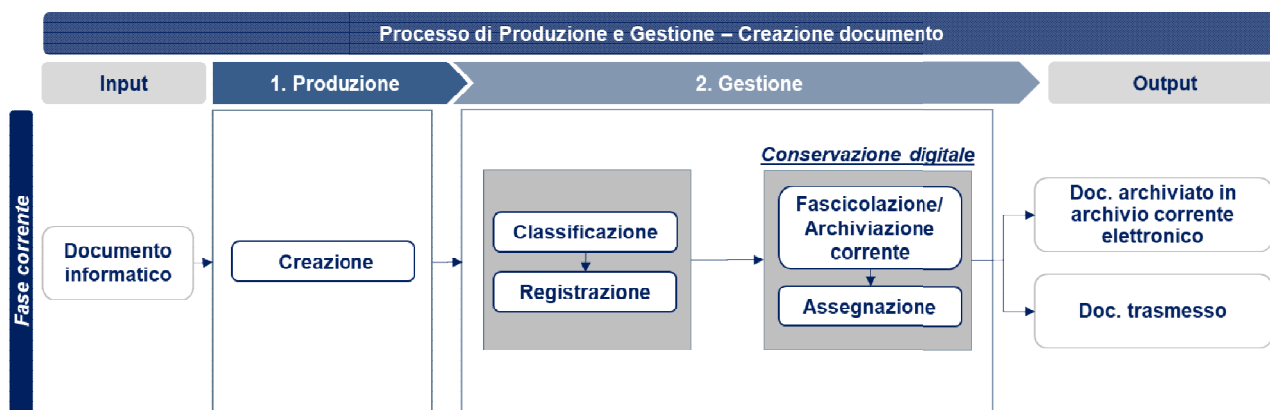 Processo di Produzione e Gestione – Creazione documento
Input
1. Produzione
2. Gestione
Output
Fase corrente
Documento
informatico
Creazione
Classificazione
Registrazione
Conservazione digitale
Fascicolazione/
Archiviazione
corrente
Assegnazione
Doc. archiviato in
archivio corrente
elettronico
Doc. trasmesso